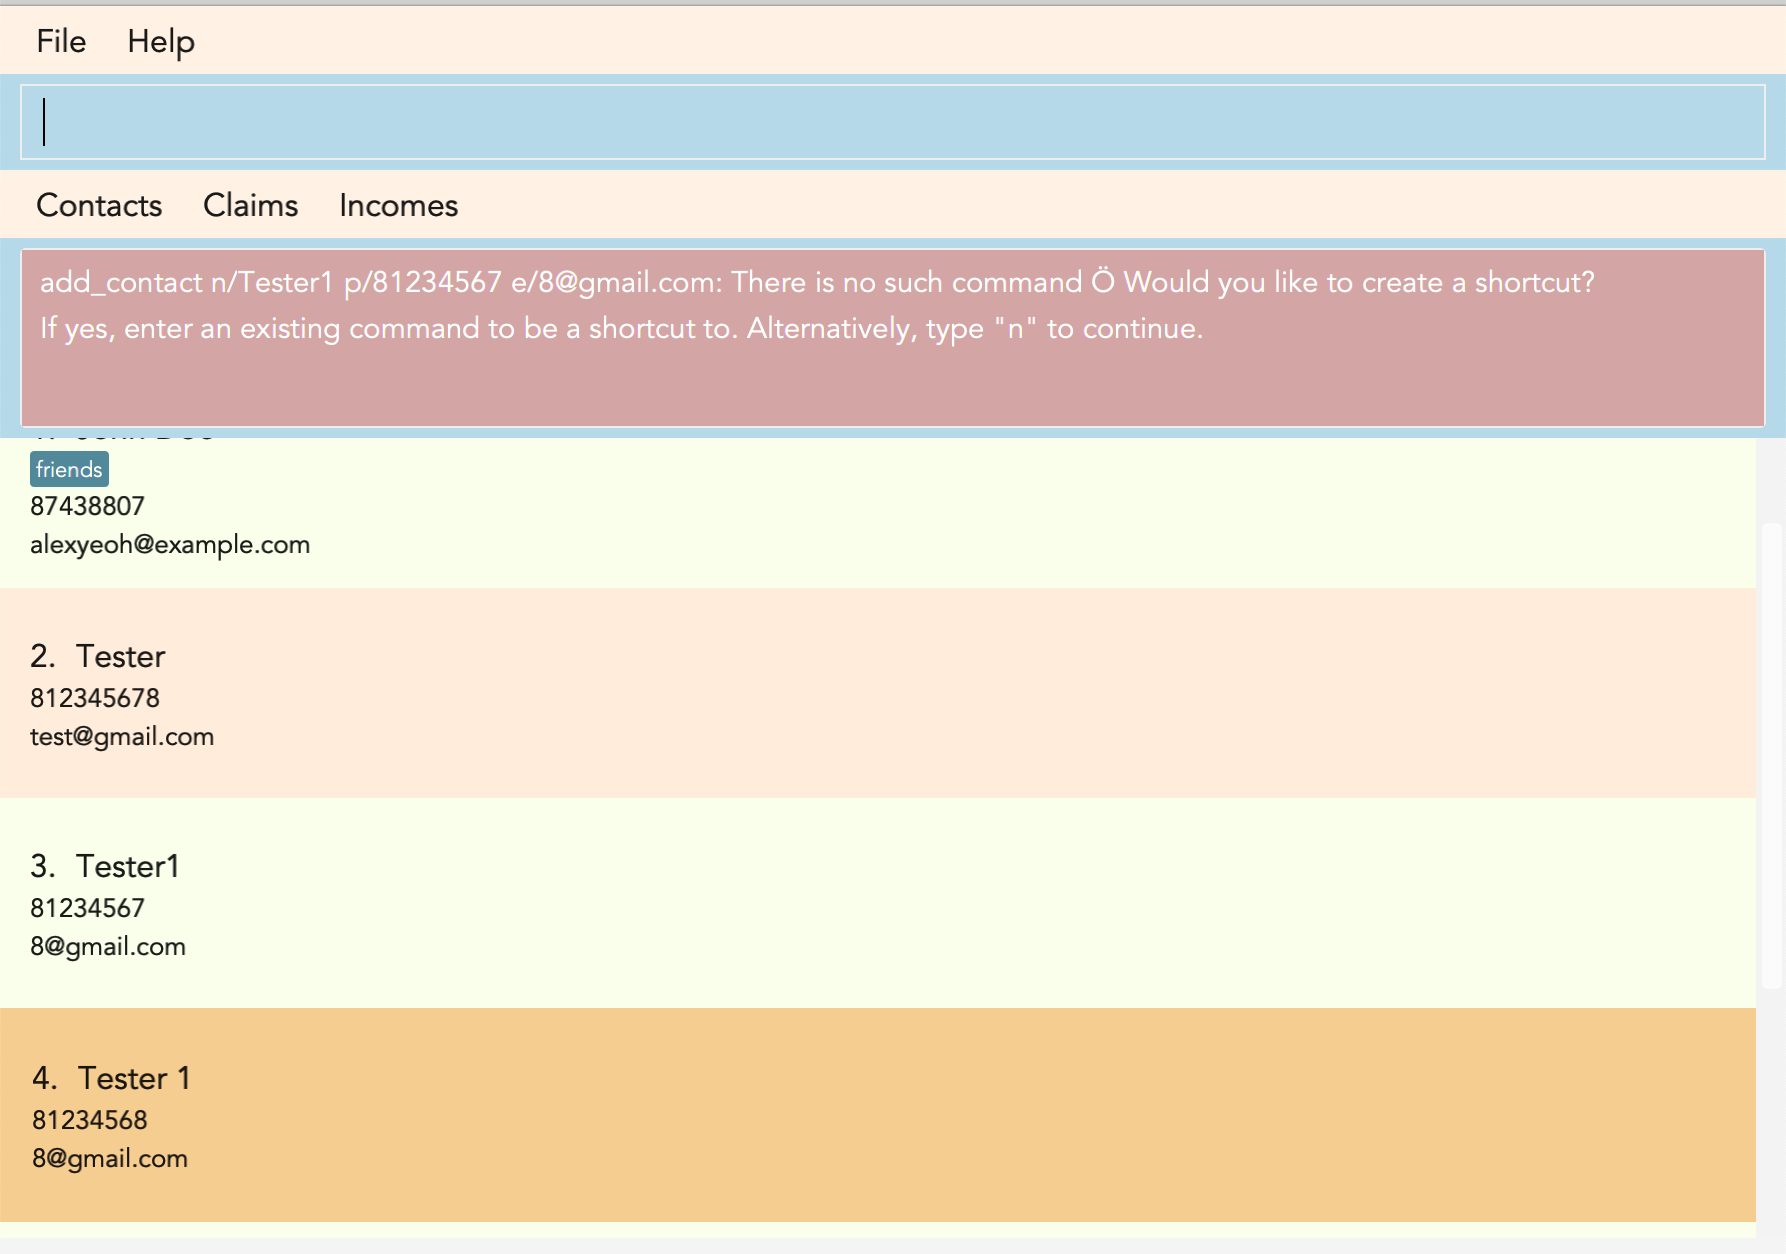 File Help
Contacts Claims Incomes
add_contact n/Tester1 p/81234567 e/8@gmail.com: There is no such command Ö Would you like to create a shortcut?
If yes, enter an existing command to be a shortcut to. Alternatively, type "n" to continue.
friends
87438807
alexyeoh@example.com
2. Tester
812345678
test@gmail.com
3. Tester1
81234567
8@gmail.com
4. Tester 1
81234568
8@gmail.com